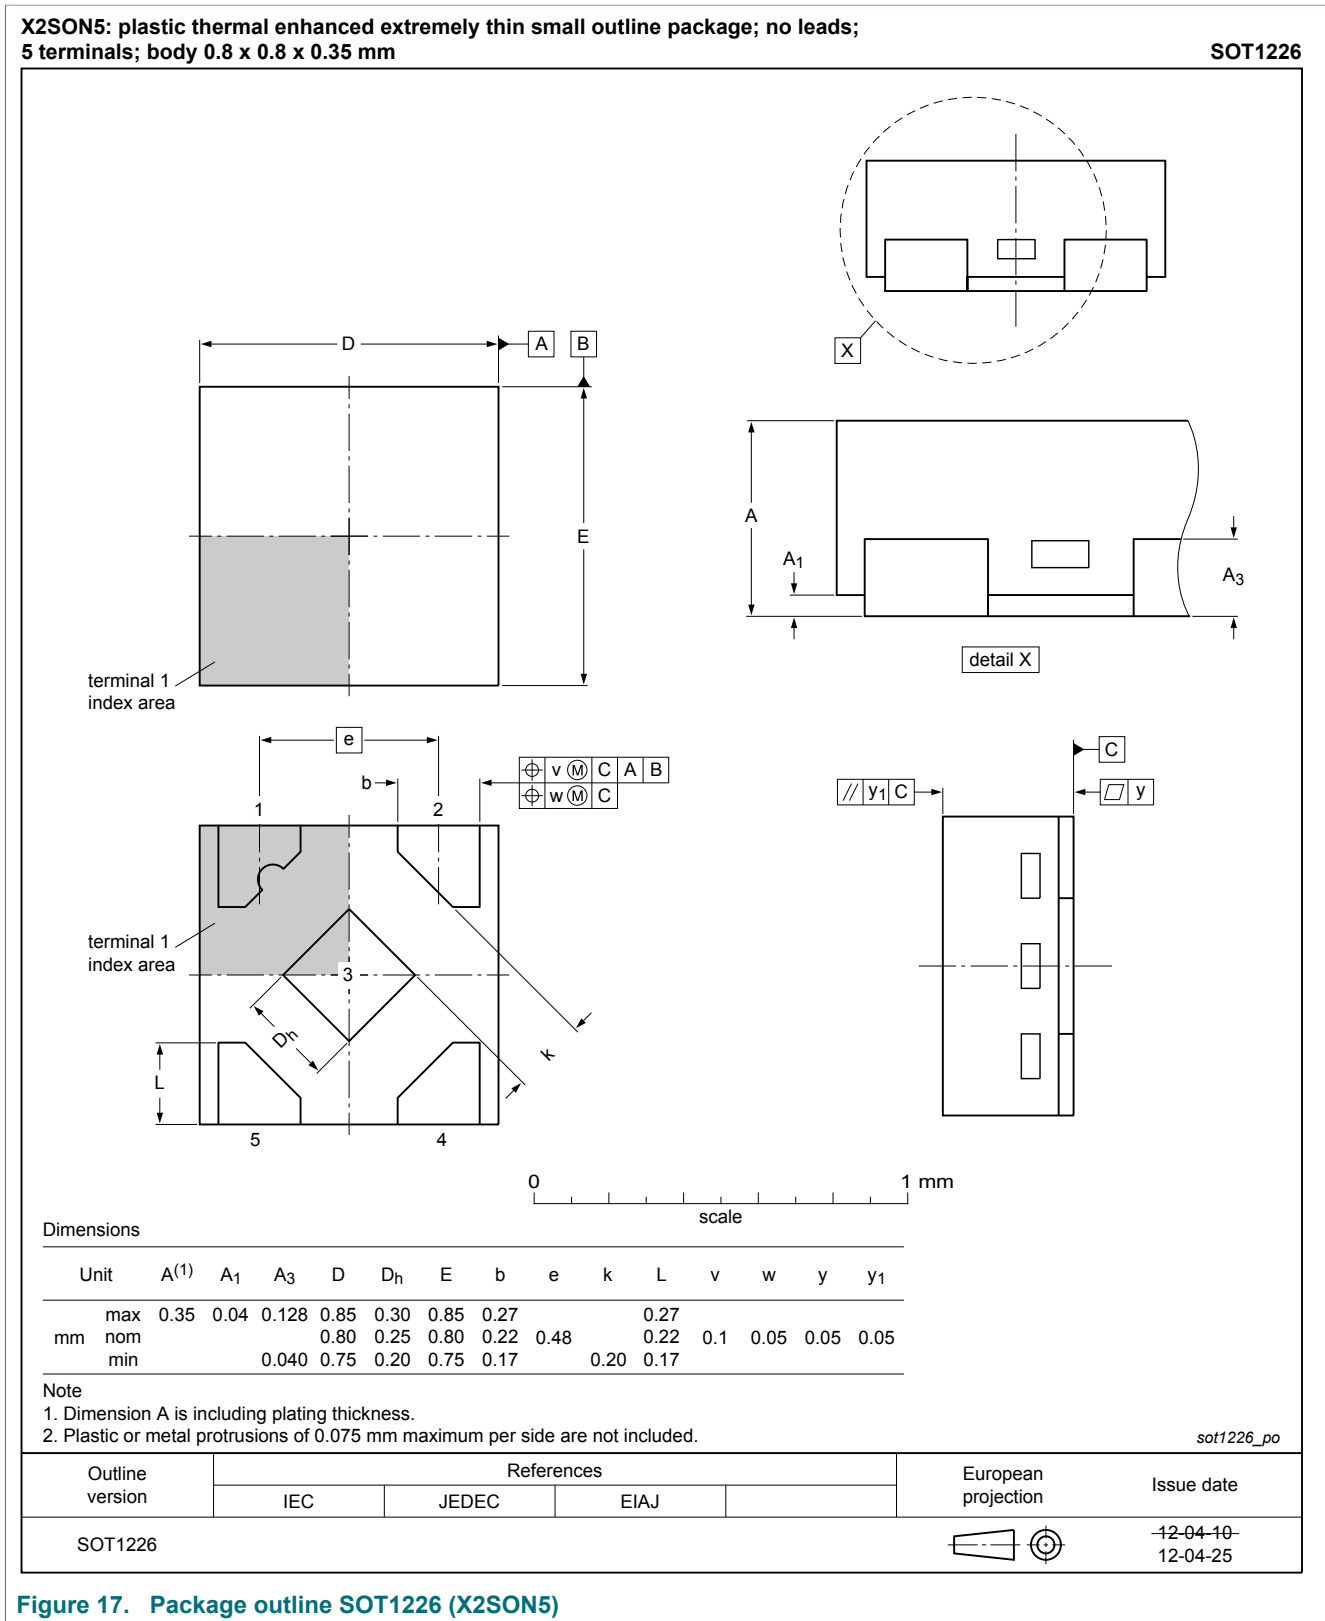 X2SON5: plastic thermal enhanced extremely thin small outline package; no leads;
5 terminals; body 0.8 x 0.8 x 0.35 mm SOT1226
X
D A B
E
terminal 1
index area
A
A1
A3
detail X
e
b
v M C A B
w M C
1 2
terminal 1
index area
3
Dh
k
L
5 4
C
// y1 C
y
0 1 mm
scale
Dimensions
Unit A(1) A1 A3 D Dh E b e k L v w y y1
max 0.35 0.04 0.128 0.85 0.30 0.85 0.27 0.27
mm nom 0.80 0.25 0.80 0.22 0.48 0.22 0.1 0.05 0.05 0.05
min 0.040 0.75 0.20 0.75 0.17 0.20 0.17
Note
1. Dimension A is including plating thickness.
2. Plastic or metal protrusions of 0.075 mm maximum per side are not included.
sot1226_po
Outline
version
References
IEC JEDEC EIAJ
European
projection
Issue date
SOT1226
12-04-10
12-04-25
Figure 17. Package outline SOT1226 (X2SON5)